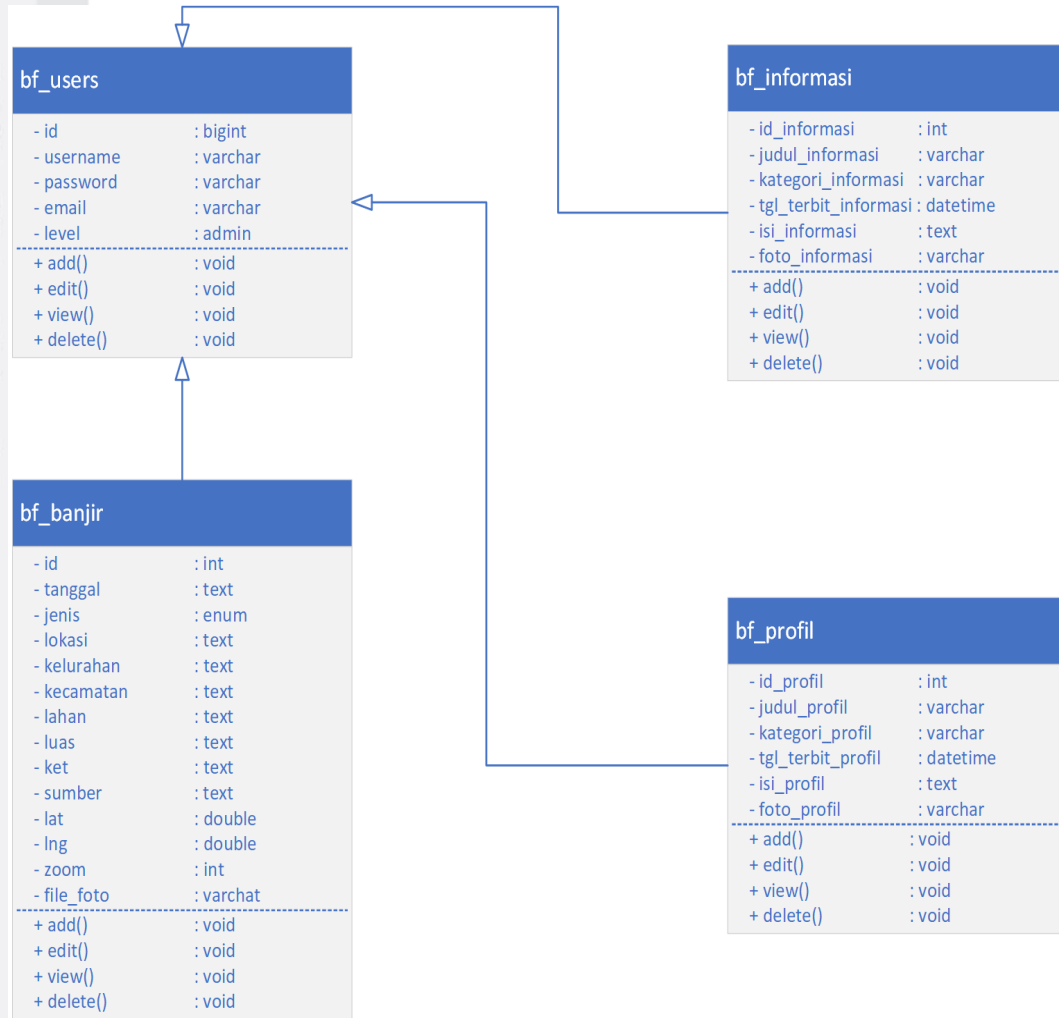 bf_users
- id : bigint
- username : varchar
- password : varchar
- email : varchar
- level : admin
+ add() : void
+ edit() : void
+ view() : void
+ delete() : void
bf_informasi
- id_informasi : int
- judul_informasi : varchar
- kategori_informasi : varchar
- tgl_terbit_informasi : datetime
- isi_informasi : text
- foto_informasi : varchar
+ add() : void
+ edit() : void
+ view() : void
+ delete() : void
bf_banjir
- id : int
- tanggal : text
- jenis : enum
- lokasi : text
- kelurahan : text
- kecamatan : text
- lahan : text
- luas : text
- ket : text
- sumber : text
- lat : double
- lng : double
- zoom : int
- file_foto : varchat
+ add() : void
+ edit() : void
+ view() : void
+ delete() : void
bf_profil
- id_profil : int
- judul_profil : varchar
- kategori_profil : varchar
- tgl_terbit_profil : datetime
- isi_profil : text
- foto_profil : varchar
+ add() : void
+ edit() : void
+ view() : void
+ delete() : void